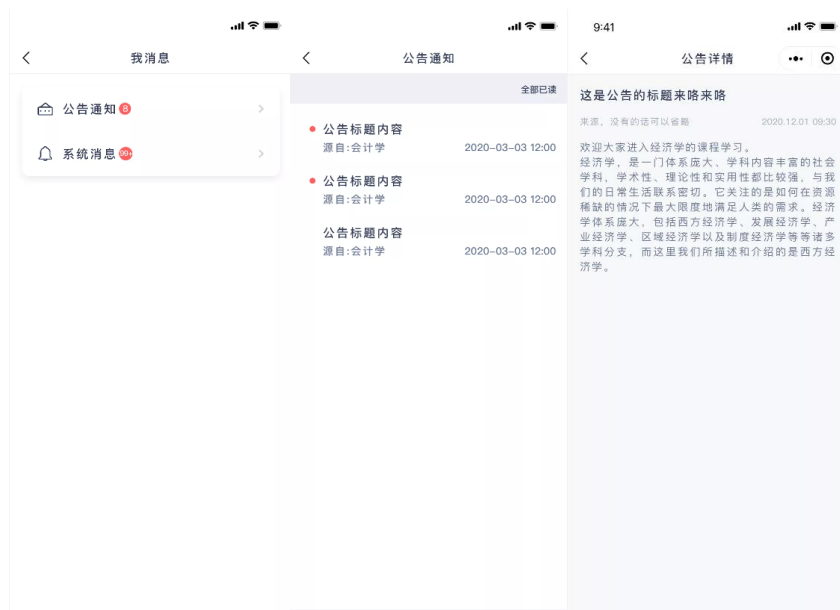 我消息
公告通知 8
系统消息 99+
公告通知
全部已读
公告标题内容
源自:会计学 2020-03-03 12:00
公告标题内容
源自:会计学 2020-03-03 12:00
公告标题内容
源自:会计学 2020-03-03 12:00
9:41
公告详情
这是公告的标题来咯来咯
来源，没有的话可以省略 2020.12.01 09:30
欢迎大家进入经济学的课程学习。
经济学，是一门体系庞大、学科内容丰富的社会
学科，学术性、理论性和实用性都比较强，与我
们的日常生活联系密切。它关注的是如何在资源
稀缺的情况下最大限度地满足人类的需求。经济
学体系庞大，包括西方经济学、发展经济学、产
业经济学、区域经济学以及制度经济学等等诸多
学科分支，而这里我们所描述和介绍的是西方经
济学。